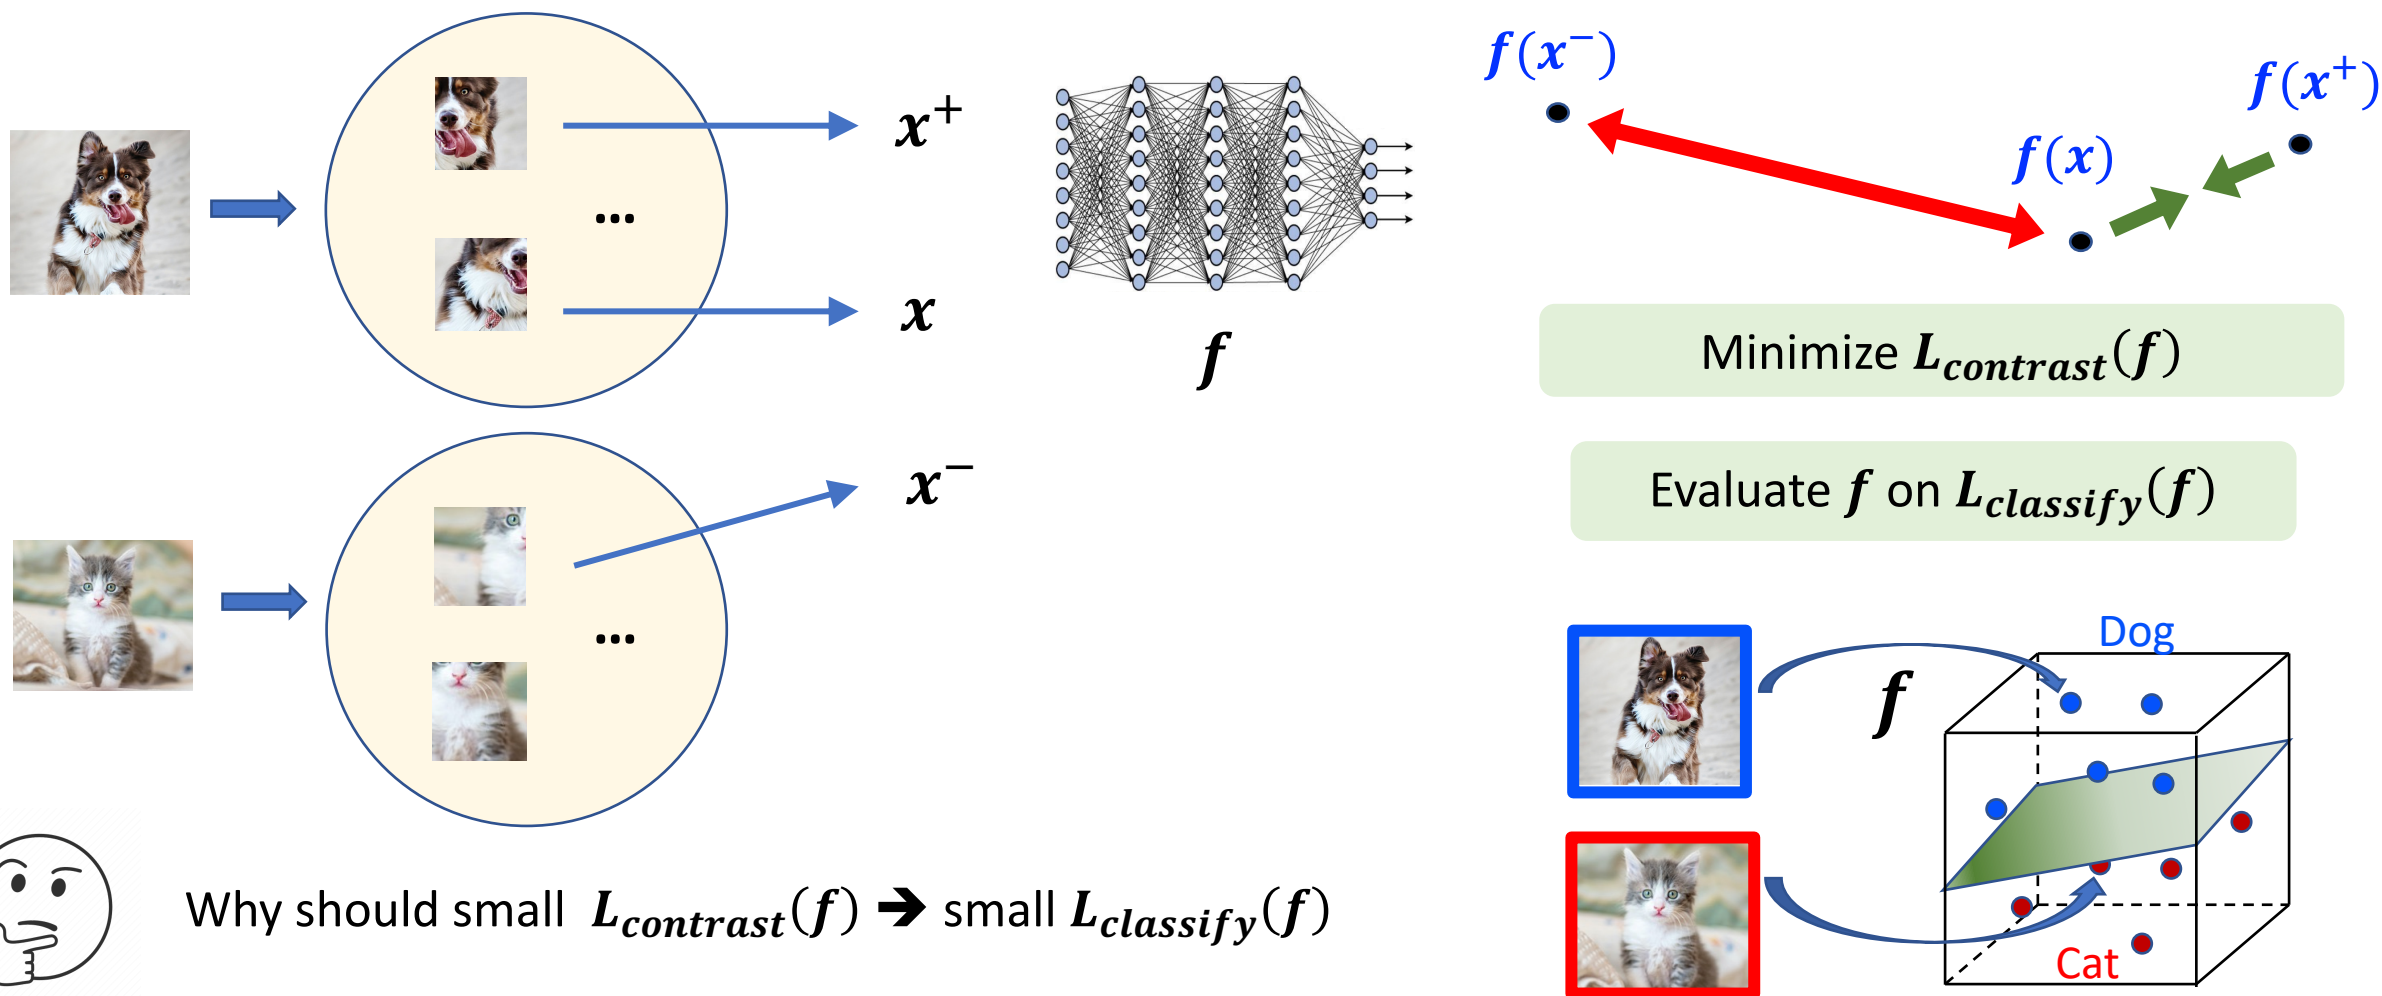 x⁺
...
x
f
f(x⁻)
f(x⁺)
f(x)
Minimize L_contrast(f)
x⁻
...
Evaluate f on L_classify(f)
Dog
f
Cat
Why should small L_contrast(f) ➔ small L_classify(f)